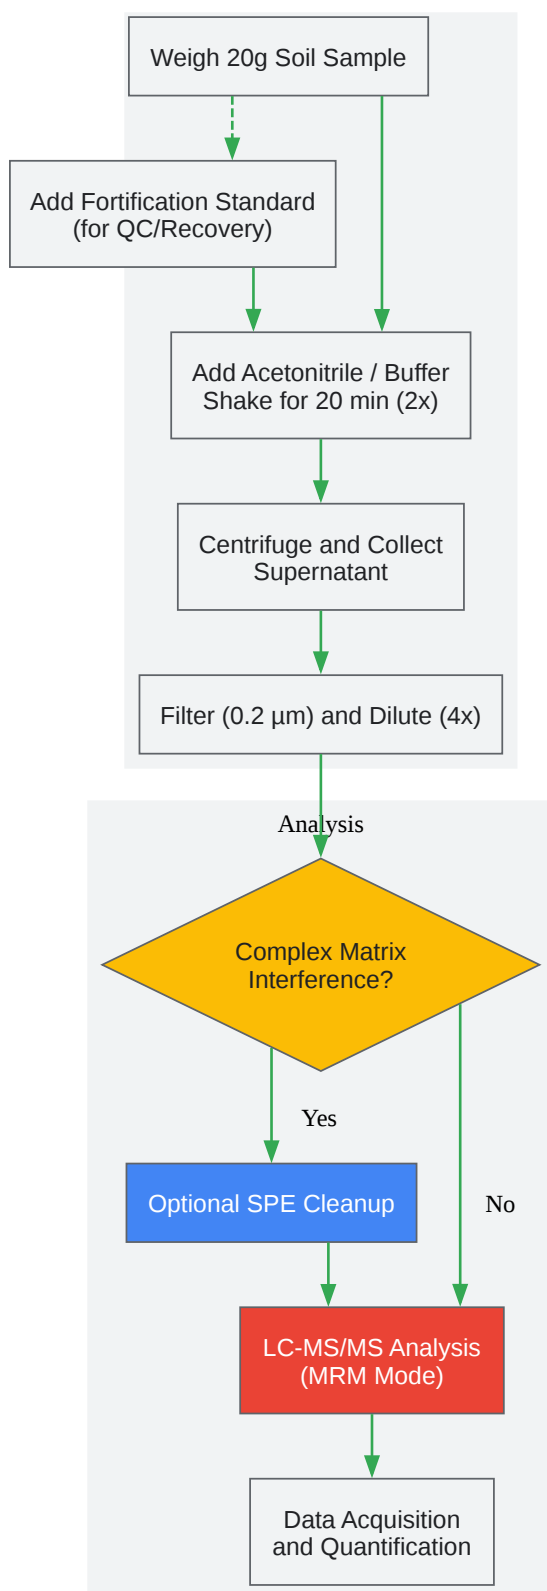 Weigh 20g Soil Sample
Add Fortification Standard
(for QC/Recovery)
Add Acetonitrile / Buffer
Shake for 20 min (2x)
Centrifuge and Collect
Supernatant
Filter (0.2 µm) and Dilute (4x)
Analysis
Complex Matrix
Interference?
Yes
Optional SPE Cleanup
No
LC-MS/MS Analysis
(MRM Mode)
Data Acquisition
and Quantification